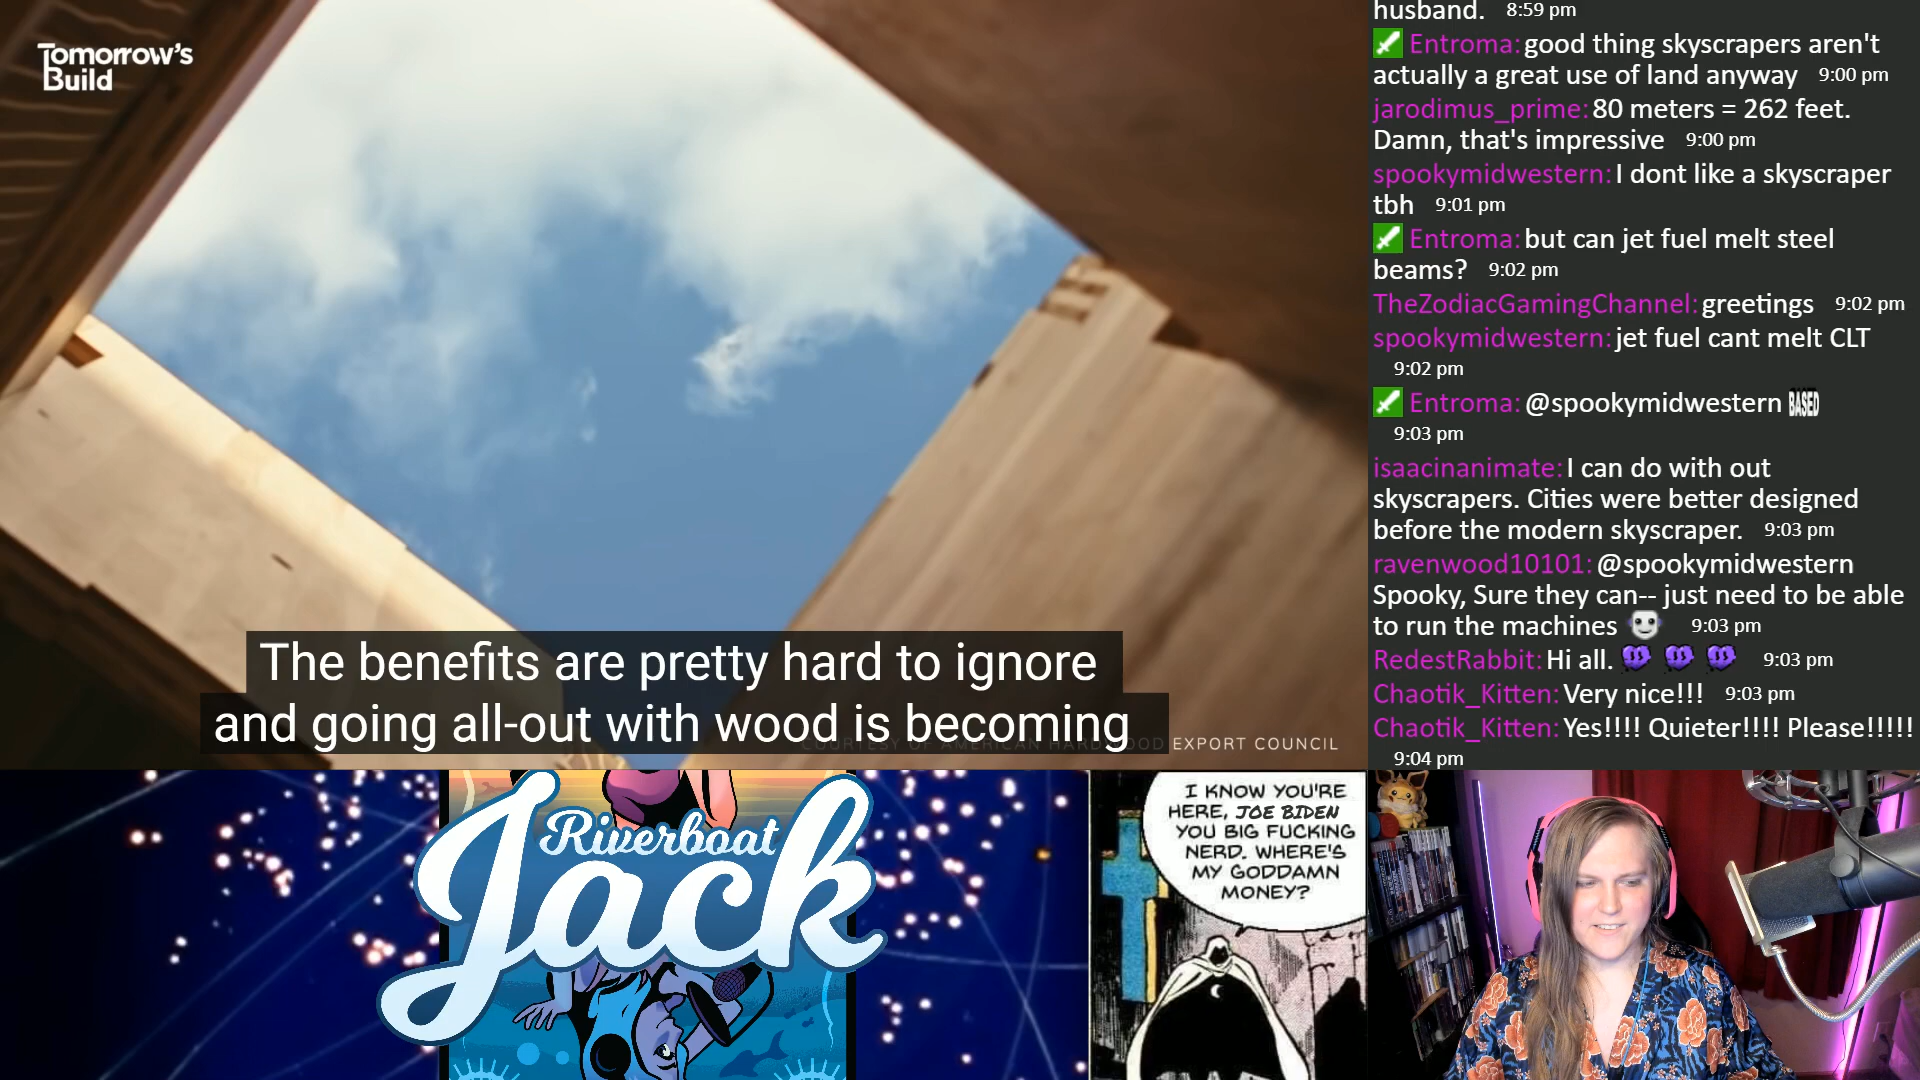 Tomorrow's
Build
The benefits are pretty hard to ignore
and going all-out with wood is becoming
COURTESY OF AMERICAN HARDWOOD EXPORT COUNCIL
husband. 8:59 pm
Entroma: good thing skyscrapers aren't
actually a great use of land anyway 9:00 pm
jarodimus_prime: 80 meters = 262 feet.
Damn, that's impressive 9:00 pm
spookymidwestern: I dont like a skyscraper
tbh 9:01 pm
Entroma: but can jet fuel melt steel
beams? 9:02 pm
TheZodiacGamingChannel: greetings 9:02 pm
spookymidwestern: jet fuel cant melt CLT
9:02 pm
Entroma: @spookymidwestern BASED
9:03 pm
isaacinanimate: I can do with out
skyscrapers. Cities were better designed
before the modern skyscraper. 9:03 pm
ravenwood10101: @spookymidwestern
Spooky, Sure they can-- just need to be able
to run the machines 9:03 pm
RedestRabbit: Hi all. 9:03 pm
Chaotik_Kitten: Very nice!!! 9:03 pm
Chaotik_Kitten: Yes!!!! Quieter!!!! Please!!!!!
9:04 pm
Riverboat
Jack
I KNOW YOU'RE
HERE, JOE BIDEN
YOU BIG FUCKING
NERD. WHERE'S
MY GODDAMN
MONEY?